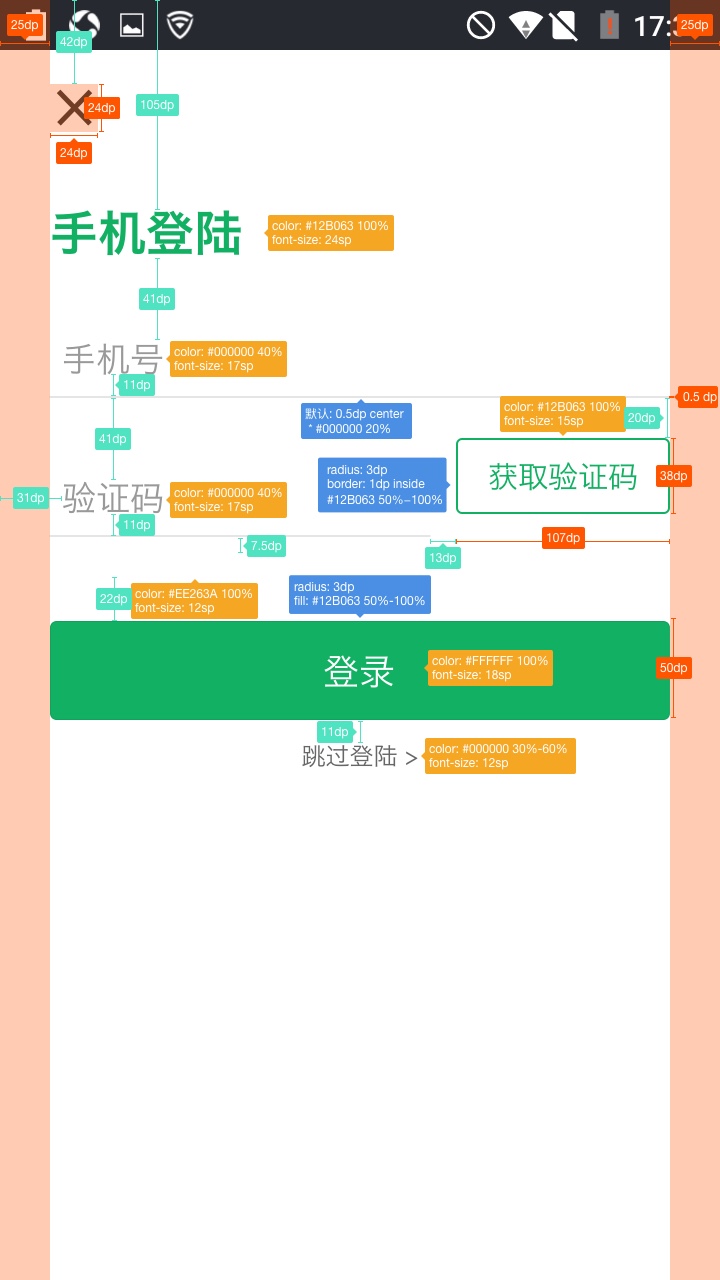 25dp
17:
25dp
42dp
24dp
105dp
24dp
手机登陆
color: #12B063 100%
font-size: 24sp
41dp
手机号
color: #000000 40%
font-size: 17sp
11dp
0.5 dp
默认: 0.5dp center
* #000000 20%
color: #12B063 100%
font-size: 15sp
20dp
41dp
radius: 3dp
border: 1dp inside
#12B063 50%–100%
获取验证码
38dp
31dp
验证码
color: #000000 40%
font-size: 17sp
11dp
7.5dp
107dp
13dp
22dp
color: #EE263A 100%
font-size: 12sp
radius: 3dp
fill: #12B063 50%-100%
登录
color: #FFFFFF 100%
font-size: 18sp
50dp
11dp
跳过登陆 >
color: #000000 30%-60%
font-size: 12sp